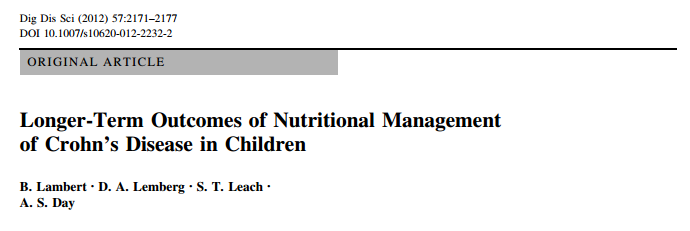 Dig Dis Sci (2012) 57:2171–2177
DOI 10.1007/s10620-012-2232-2
ORIGINAL ARTICLE
Longer-Term Outcomes of Nutritional Management
of Crohn's Disease in Children
B. Lambert · D. A. Lemberg · S. T. Leach ·
A. S. Day